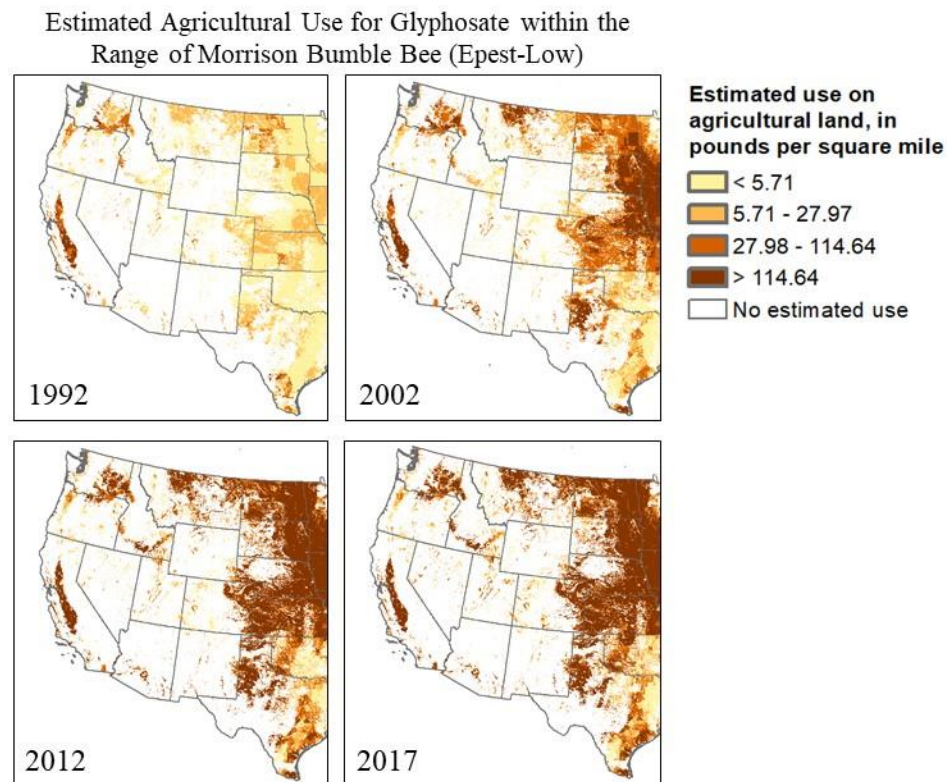 Estimated Agricultural Use for Glyphosate within the
Range of Morrison Bumble Bee (Epest-Low)
1992
2002
2012
2017
Estimated use on
agricultural land, in
pounds per square mile
< 5.71
5.71 - 27.97
27.98 - 114.64
> 114.64
No estimated use